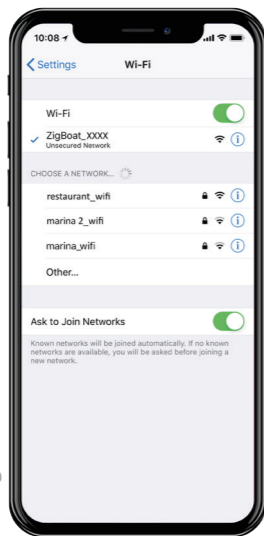 10:08
Settings
Wi-Fi
Wi-Fi
ZigBoat_XXXX
Unsecured Network
CHOOSE A NETWORK...
restaurant_wifi
marina 2_wifi
marina_wifi
Other...
Ask to Join Networks
Known networks will be joined automatically. If no known
networks are available, you will be asked before joining a
new network.